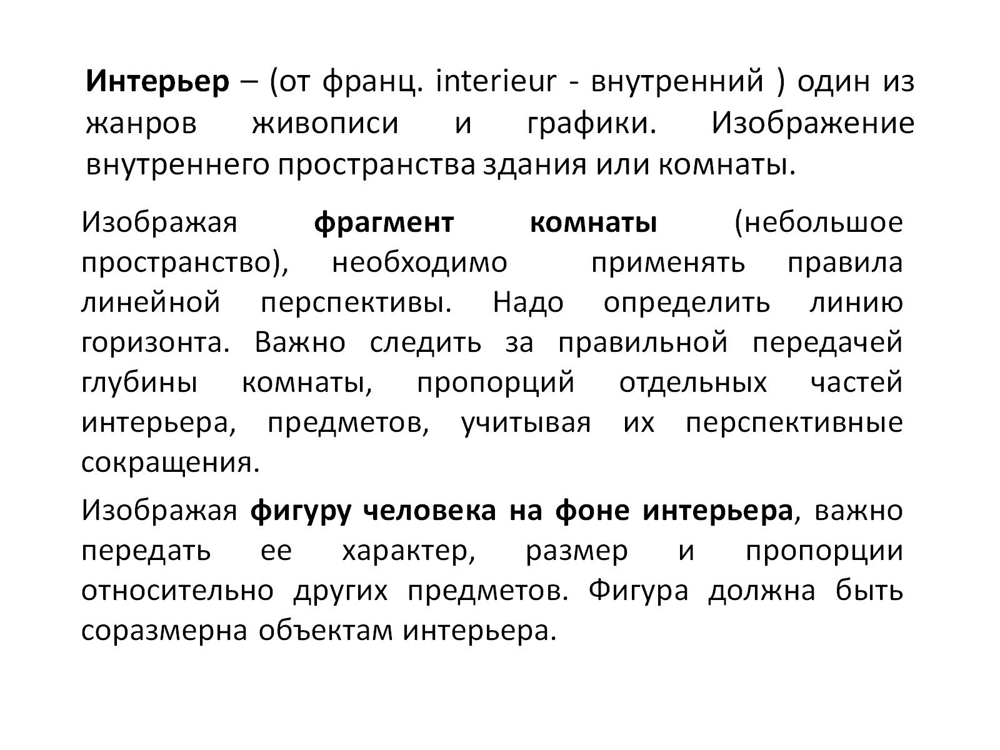 Интерьер – (от франц. interieur - внутренний ) один из
жанров живописи и графики. Изображение
внутреннего пространства здания или комнаты.
Изображая фрагмент комнаты (небольшое
пространство), необходимо применять правила
линейной перспективы. Надо определить линию
горизонта. Важно следить за правильной передачей
глубины комнаты, пропорций отдельных частей
интерьера, предметов, учитывая их перспективные
сокращения.
Изображая фигуру человека на фоне интерьера, важно
передать ее характер, размер и пропорции
относительно других предметов. Фигура должна быть
соразмерна объектам интерьера.